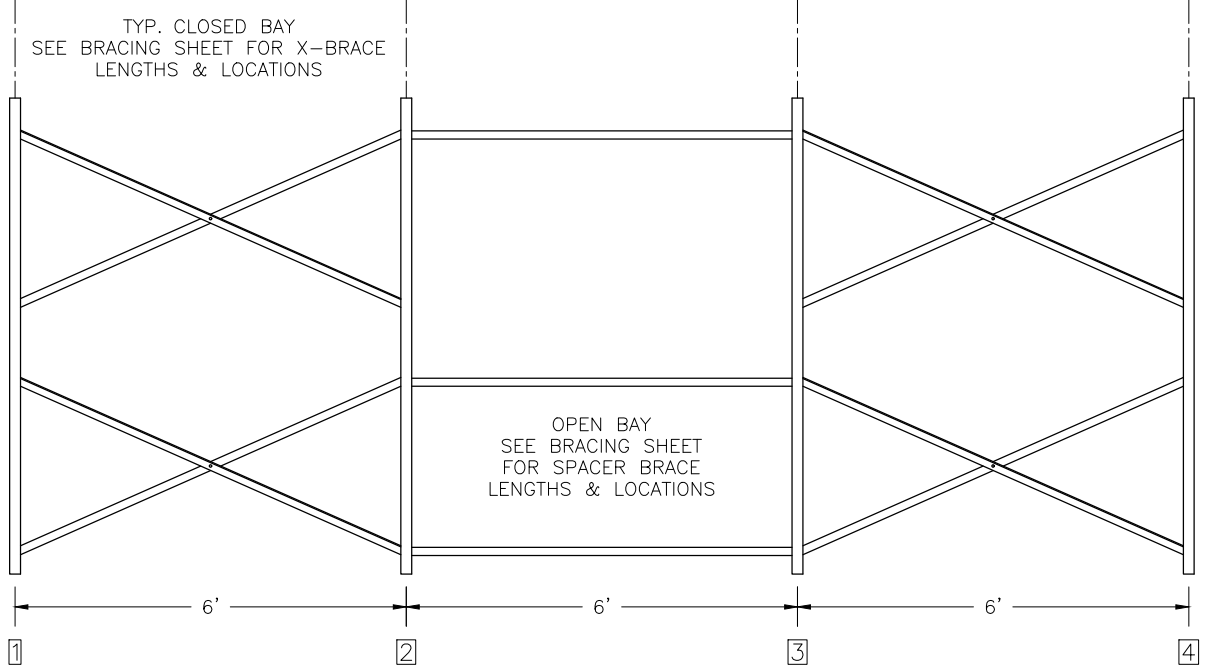 TYP. CLOSED BAY
SEE BRACING SHEET FOR X-BRACE
LENGTHS & LOCATIONS
OPEN BAY
SEE BRACING SHEET
FOR SPACER BRACE
LENGTHS & LOCATIONS
6' 6' 6'
1 2 3 4